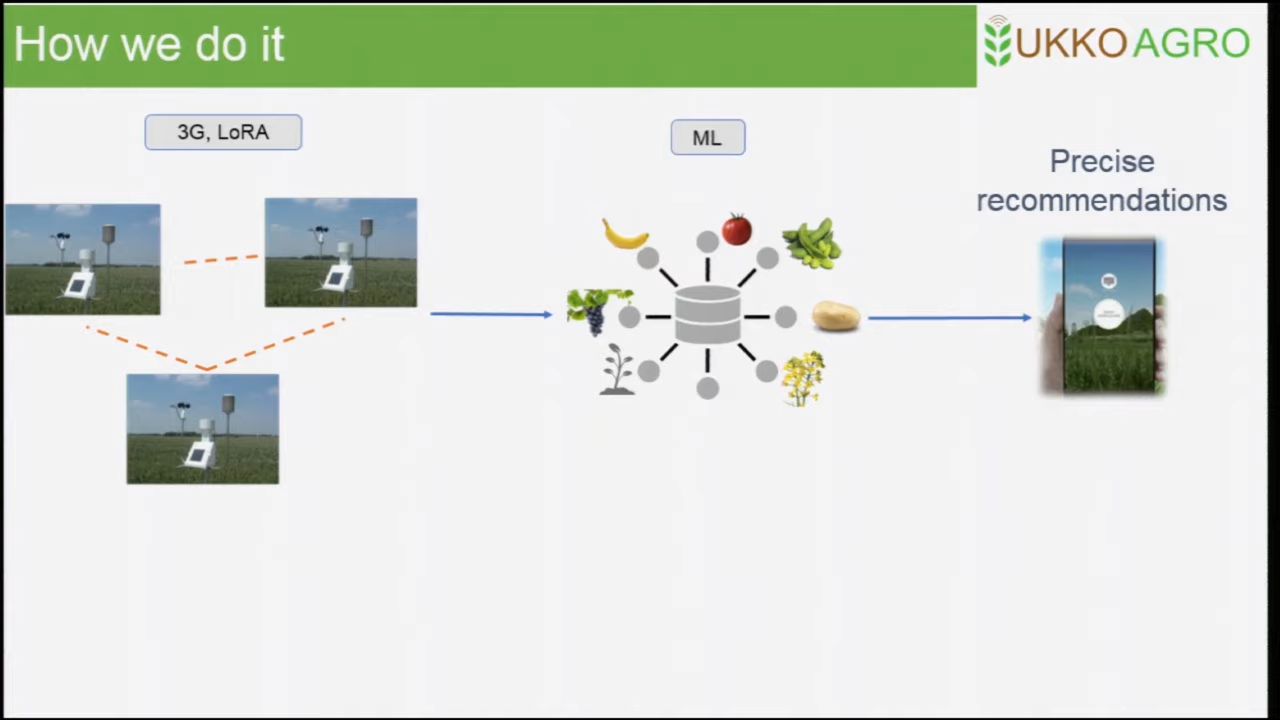 How we do it
UKKO AGRO
3G, LoRA
ML
Precise
recommendations